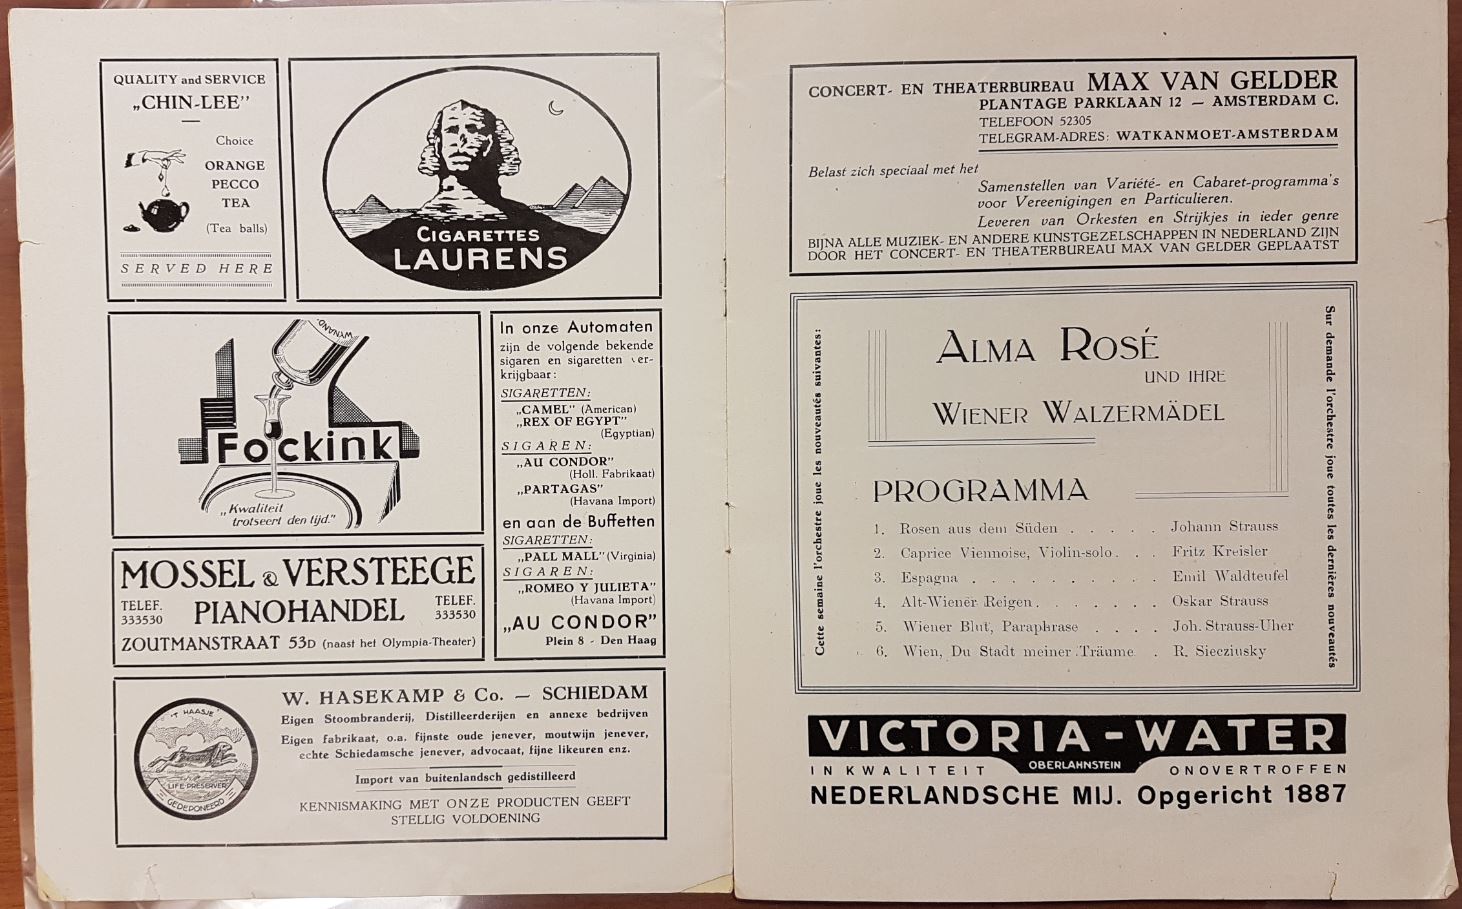 QUALITY and SERVICE
„CHIN-LEE”
Choice
ORANGE
PECCO
TEA
(Tea balls)
SERVED HERE
CIGARETTES
LAURENS
WYNAND
Fockink
„Kwaliteit
trotseert den tijd.”
In onze Automaten
zijn de volgende bekende
sigaren en sigaretten ver-
krijgbaar:
SIGARETTEN:
„CAMEL” (American)
„REX OF EGYPT”
(Egyptian)
SIGAREN:
„AU CONDOR”
(Holl. Fabrikaat)
„PARTAGAS”
(Havana Import)
en aan de Buffetten
SIGARETTEN:
„PALL MALL” (Virginia)
SIGAREN:
„ROMEO Y JULIETA”
(Havana Import)
„AU CONDOR”
Plein 8 - Den Haag
MOSSEL & VERSTEEGE
TELEF. 333530
PIANOHANDEL
TELEF. 333530
ZOUTMANSTRAAT 53D (naast het Olympia-Theater)
'T HAASJE
LIFE-PRESERVER
GEDEPONEERD
W. HASEKAMP & Co. — SCHIEDAM
Eigen Stoombranderij, Distilleerderijen en annexe bedrijven
Eigen fabrikaat, o.a. fijnste oude jenever, moutwijn jenever,
echte Schiedamsche jenever, advocaat, fijne likeuren enz.
Import van buitenlandsch gedistilleerd
KENNISMAKING MET ONZE PRODUCTEN GEEFT
STELLIG VOLDOENING
CONCERT- EN THEATERBUREAU MAX VAN GELDER
PLANTAGE PARKLAAN 12 — AMSTERDAM C.
TELEFOON 52305
TELEGRAM-ADRES: WATKANMOET-AMSTERDAM
Belast zich speciaal met het
Samenstellen van Variété- en Cabaret-programma's
voor Vereenigingen en Particulieren.
Leveren van Orkesten en Strijkjes in ieder genre
BIJNA ALLE MUZIEK- EN ANDERE KUNSTGEZELSCHAPPEN IN NEDERLAND ZIJN
DOOR HET CONCERT- EN THEATERBUREAU MAX VAN GELDER GEPLAATST
Cette semaine l'orchestre joue les nouveautés suivantes:
ALMA ROSÉ
UND IHRE
WIENER WALZERMÄDEL
PROGRAMMA
1. Rosen aus dem Süden . . . . . Johann Strauss
2. Caprice Viennoise, Violin-solo . . . Fritz Kreisler
3. Espagna . . . . . . . . . . Emil Waldteufel
4. Alt-Wiener Reigen . . . . . . . Oskar Strauss
5. Wiener Blut, Paraphrase . . . . Joh. Strauss-Uher
6. Wien, Du Stadt meiner Träume . R. Siecziusky
Sur demande l'orchestre joue toutes les dernières nouveautés
VICTORIA-WATER
OBERLAHNSTEIN
IN KWALITEIT ONOVERTROFFEN
NEDERLANDSCHE MIJ. Opgericht 1887